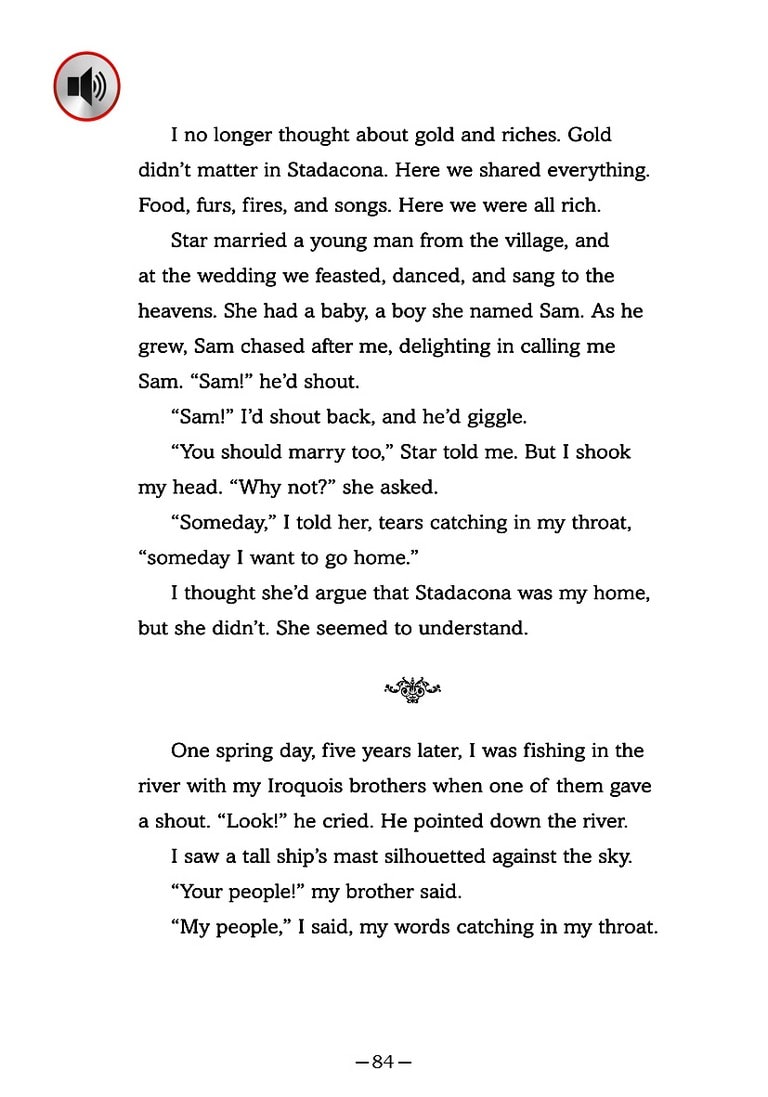 I no longer thought about gold and riches. Gold
didn’t matter in Stadacona. Here we shared everything.
Food, furs, fires, and songs. Here we were all rich.
Star married a young man from the village, and
at the wedding we feasted, danced, and sang to the
heavens. She had a baby, a boy she named Sam. As he
grew, Sam chased after me, delighting in calling me
Sam. “Sam!” he’d shout.
“Sam!” I’d shout back, and he’d giggle.
“You should marry too,” Star told me. But I shook
my head. “Why not?” she asked.
“Someday,” I told her, tears catching in my throat,
“someday I want to go home.”
I thought she’d argue that Stadacona was my home,
but she didn’t. She seemed to understand.
One spring day, five years later, I was fishing in the
river with my Iroquois brothers when one of them gave
a shout. “Look!” he cried. He pointed down the river.
I saw a tall ship’s mast silhouetted against the sky.
“Your people!” my brother said.
“My people,” I said, my words catching in my throat.
—84—